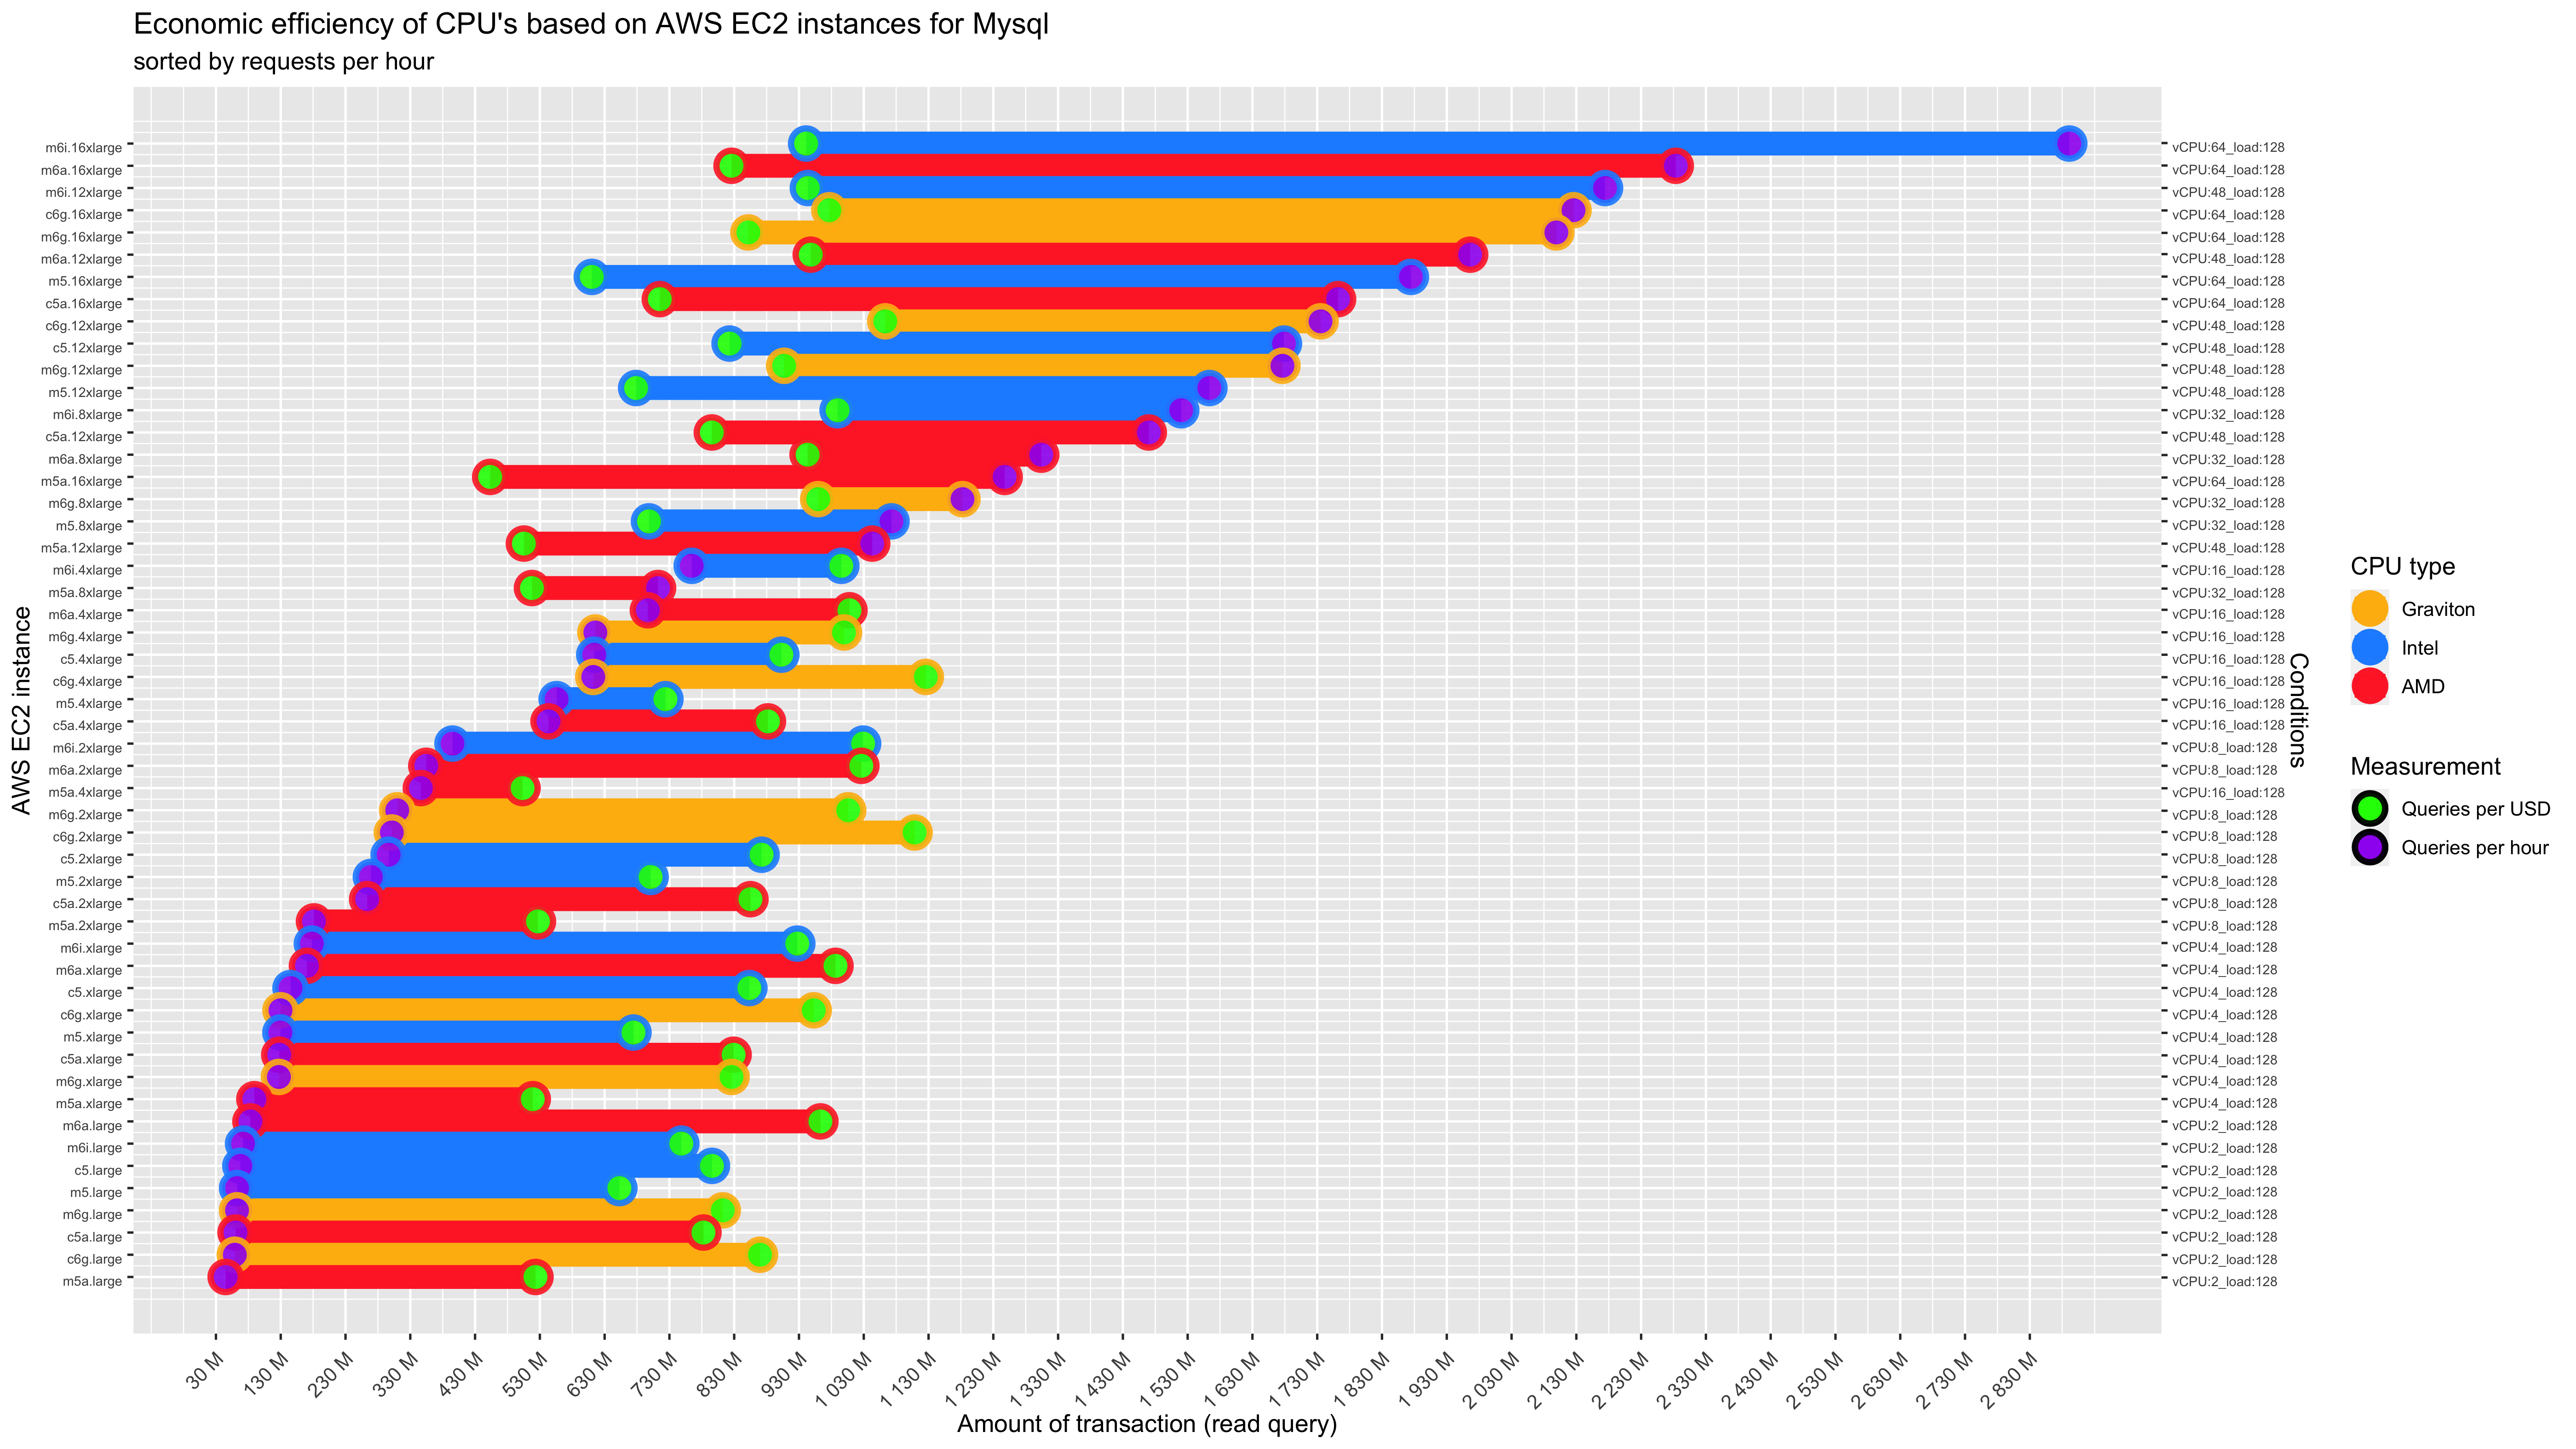 Economic efficiency of CPU's based on AWS EC2 instances for Mysql
sorted by requests per hour
AWS EC2 instance
m6i.16xlarge
m6a.16xlarge
m6i.12xlarge
c6g.16xlarge
m6g.16xlarge
m6a.12xlarge
m5.16xlarge
c5a.16xlarge
c6g.12xlarge
c5.12xlarge
m6g.12xlarge
m5.12xlarge
m6i.8xlarge
c5a.12xlarge
m6a.8xlarge
m5a.16xlarge
m6g.8xlarge
m5.8xlarge
m5a.12xlarge
m6i.4xlarge
m5a.8xlarge
m6a.4xlarge
m6g.4xlarge
c5.4xlarge
c6g.4xlarge
m5.4xlarge
c5a.4xlarge
m6i.2xlarge
m6a.2xlarge
m5a.4xlarge
m6g.2xlarge
c6g.2xlarge
c5.2xlarge
m5.2xlarge
c5a.2xlarge
m5a.2xlarge
m6i.xlarge
m6a.xlarge
c5.xlarge
c6g.xlarge
m5.xlarge
c5a.xlarge
m6g.xlarge
m5a.xlarge
m6a.large
m6i.large
c5.large
m5.large
m6g.large
c5a.large
c6g.large
m5a.large
vCPU:64_load:128
vCPU:64_load:128
vCPU:48_load:128
vCPU:64_load:128
vCPU:64_load:128
vCPU:48_load:128
vCPU:64_load:128
vCPU:64_load:128
vCPU:48_load:128
vCPU:48_load:128
vCPU:48_load:128
vCPU:48_load:128
vCPU:32_load:128
vCPU:48_load:128
vCPU:32_load:128
vCPU:64_load:128
vCPU:32_load:128
vCPU:32_load:128
vCPU:48_load:128
vCPU:16_load:128
vCPU:32_load:128
vCPU:16_load:128
vCPU:16_load:128
vCPU:16_load:128
vCPU:16_load:128
vCPU:16_load:128
vCPU:16_load:128
vCPU:8_load:128
vCPU:8_load:128
vCPU:16_load:128
vCPU:8_load:128
vCPU:8_load:128
vCPU:8_load:128
vCPU:8_load:128
vCPU:8_load:128
vCPU:8_load:128
vCPU:4_load:128
vCPU:4_load:128
vCPU:4_load:128
vCPU:4_load:128
vCPU:4_load:128
vCPU:4_load:128
vCPU:4_load:128
vCPU:4_load:128
vCPU:2_load:128
vCPU:2_load:128
vCPU:2_load:128
vCPU:2_load:128
vCPU:2_load:128
vCPU:2_load:128
vCPU:2_load:128
vCPU:2_load:128
Conditions
CPU type
Graviton
Intel
AMD
Measurement
Queries per USD
Queries per hour
30 M
130 M
230 M
330 M
430 M
530 M
630 M
730 M
830 M
930 M
1 030 M
1 130 M
1 230 M
1 330 M
1 430 M
1 530 M
1 630 M
1 730 M
1 830 M
1 930 M
2 030 M
2 130 M
2 230 M
2 330 M
2 430 M
2 530 M
2 630 M
2 730 M
2 830 M
Amount of transaction (read query)